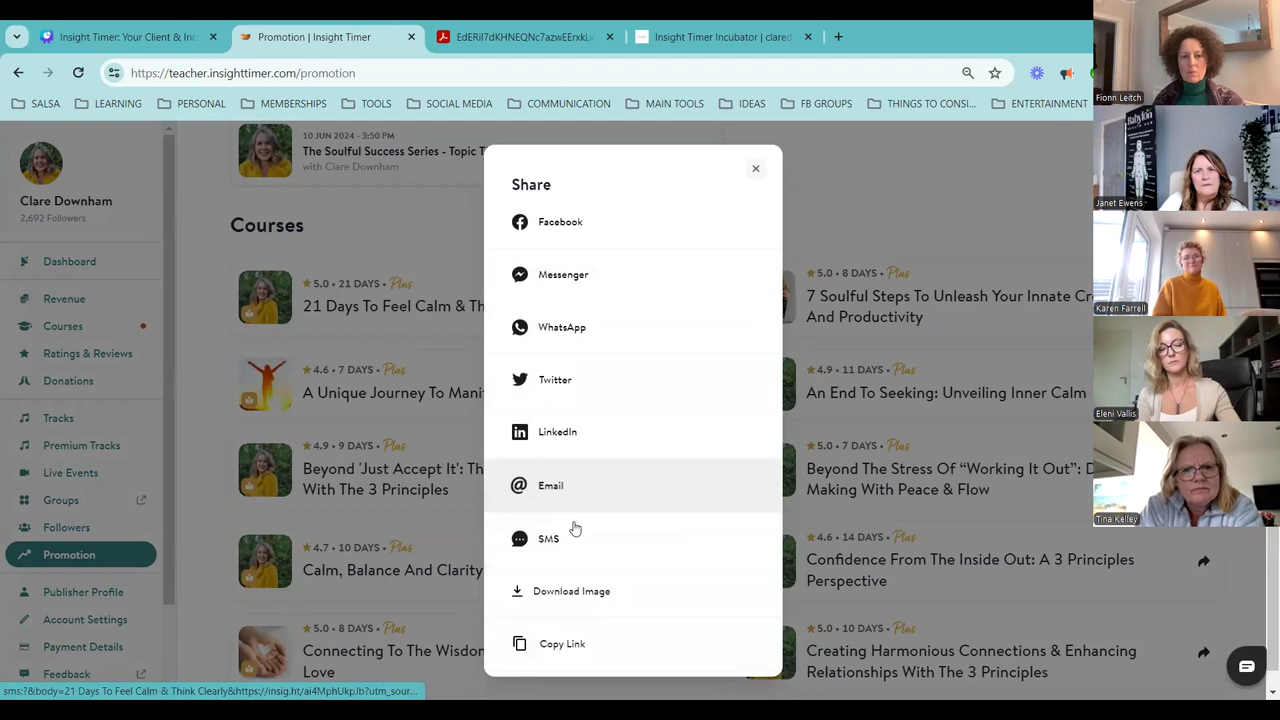 Insight Timer: Your Client & Inc
Promotion | Insight Timer
EdERiI7dKHNEQNc7azwEErxkLv
Insight Timer Incubator | clared
https://teacher.insighttimer.com/promotion
SALSA
LEARNING
PERSONAL
MEMBERSHIPS
TOOLS
SOCIAL MEDIA
COMMUNICATION
MAIN TOOLS
IDEAS
FB GROUPS
THINGS TO CONSI...
ENTERTAINMENT
Clare Downham
2,692 Followers
Dashboard
Revenue
Courses
Ratings & Reviews
Donations
Tracks
Premium Tracks
Live Events
Groups
Followers
Promotion
Publisher Profile
Account Settings
Payment Details
Feedback
10 JUN 2024 - 3:50 PM
The Soulful Success Series - Topic T
with Clare Downham
Courses
5.0 • 21 DAYS • Plus
21 Days To Feel Calm & Th
4.6 • 7 DAYS • Plus
A Unique Journey To Manif
4.9 • 9 DAYS • Plus
Beyond 'Just Accept It': Th
With The 3 Principles
4.7 • 10 DAYS • Plus
Calm, Balance And Clarity
5.0 • 8 DAYS • Plus
Connecting To The Wisdom
Love
Share
Facebook
Messenger
WhatsApp
Twitter
LinkedIn
Email
SMS
Download Image
Copy Link
5.0 • 8 DAYS • Plus
7 Soulful Steps To Unleash Your Innate Cre
And Productivity
4.9 • 11 DAYS • Plus
An End To Seeking: Unveiling Inner Calm
5.0 • 7 DAYS • Plus
Beyond The Stress Of “Working It Out”: D
Making With Peace & Flow
4.6 • 14 DAYS • Plus
Confidence From The Inside Out: A 3 Principles
Perspective
5.0 • 10 DAYS • Plus
Creating Harmonious Connections & Enhancing
Relationships With The 3 Principles
sms:?&body=21 Days To Feel Calm & Think Clearly&https://insig.ht/ai4MphUkpJb?utm_sour...
Fionn Leitch
Babylon
Janet Ewens
Karen Farrell
Eleni Vallis
Tina Kelley